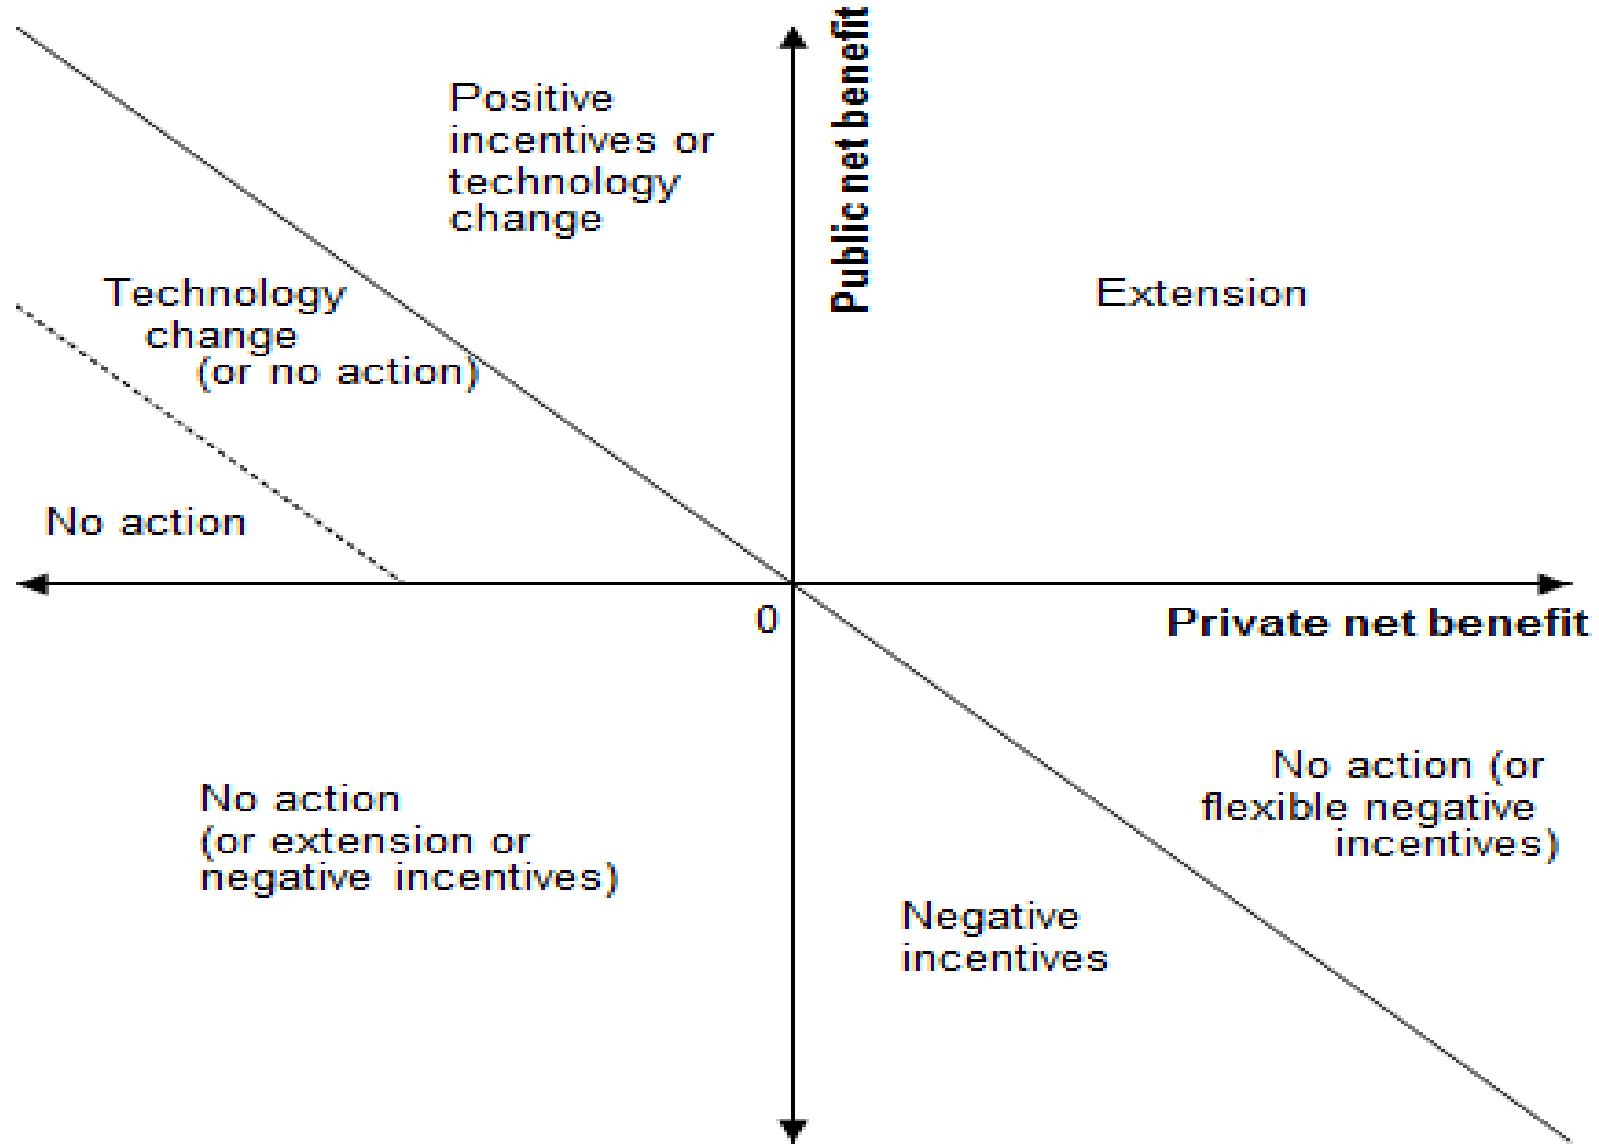 Positive
incentives or
technology
change
Public net benefit
Technology
change
(or no action)
Extension
No action
0
Private net benefit
No action
(or extension or
negative incentives)
No action (or
flexible negative
incentives)
Negative
incentives